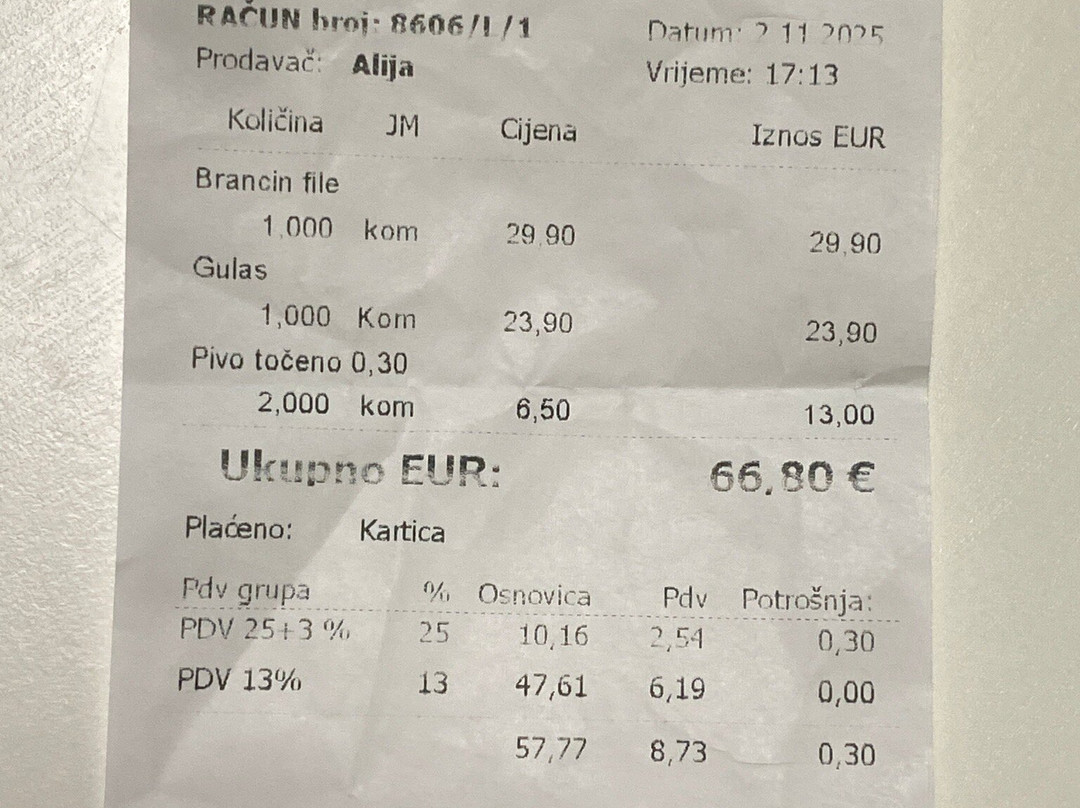 RAČUN broj: 8606/L/1 Datum: 2.11.2025
Prodavač: Alija Vrijeme: 17:13
Količina JM Cijena Iznos EUR
Brancin file
1,000 kom 29,90 29,90
Gulas
1,000 Kom 23,90 23,90
Pivo točeno 0,30
2,000 kom 6,50 13,00
Ukupno EUR: 66,80 €
Plaćeno: Kartica
Pdv grupa % Osnovica Pdv Potrošnja:
PDV 25+3 % 25 10,16 2,54 0,30
PDV 13% 13 47,61 6,19 0,00
57,77 8,73 0,30